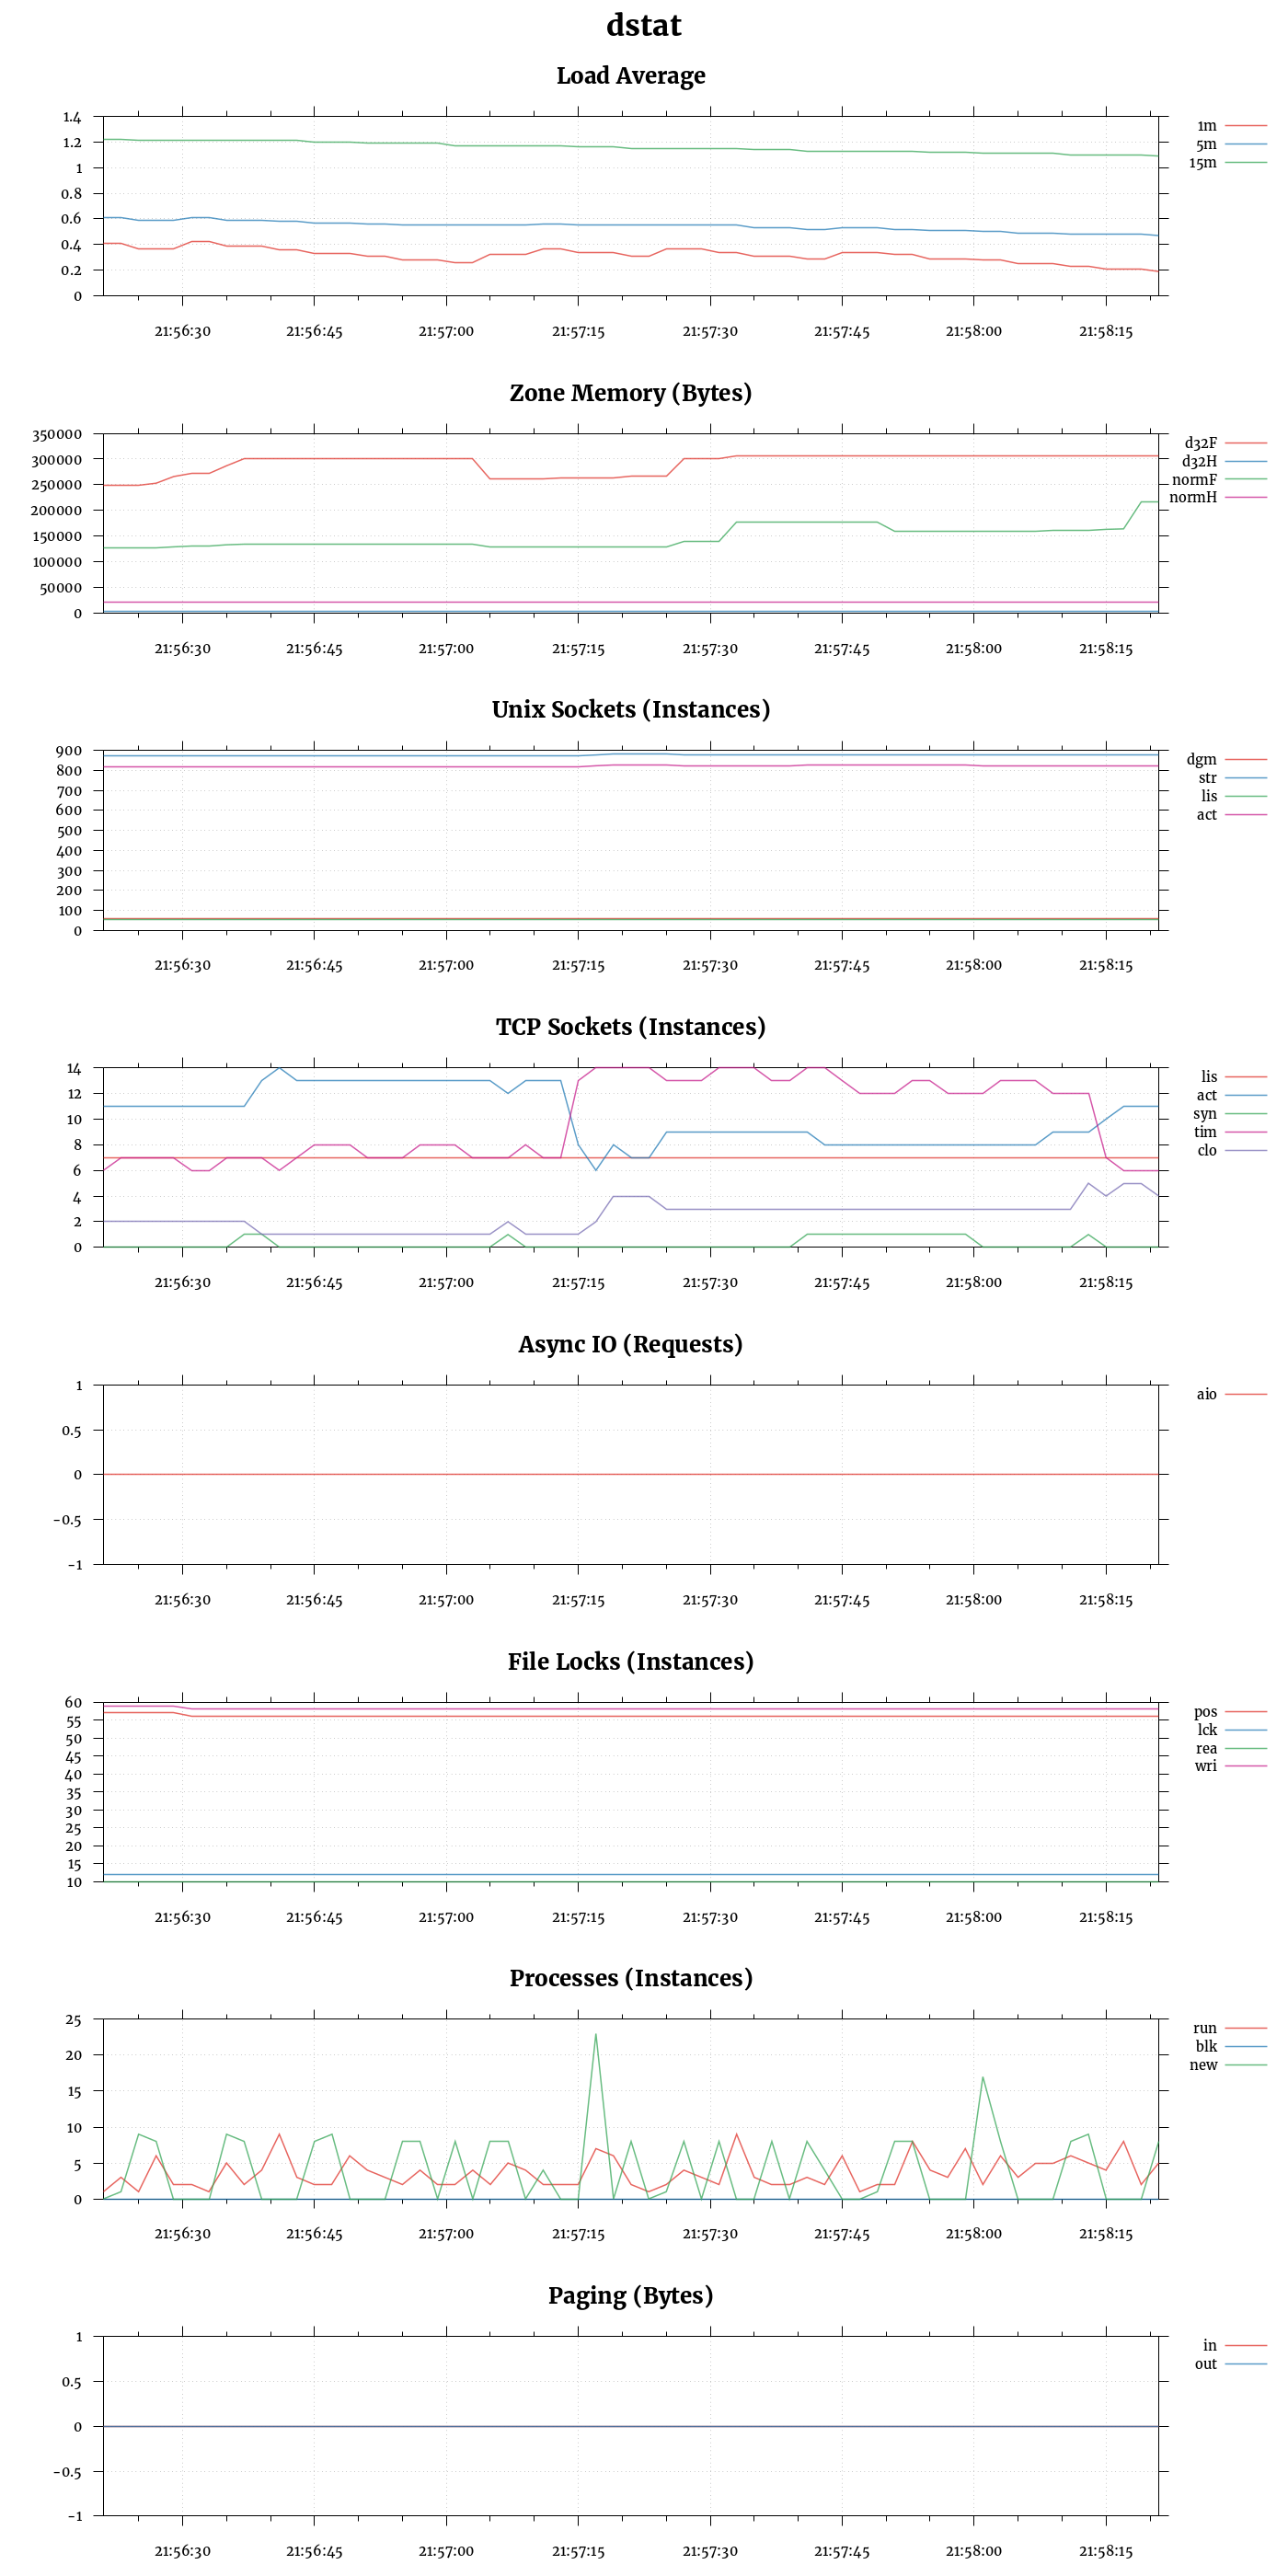 dstat
Load Average
1.4
1.2
1
0.8
0.6
0.4
0.2
0
21:56:30 21:56:45 21:57:00 21:57:15 21:57:30 21:57:45 21:58:00 21:58:15
1m
5m
15m
Zone Memory (Bytes)
350000
300000
250000
200000
150000
100000
50000
0
21:56:30 21:56:45 21:57:00 21:57:15 21:57:30 21:57:45 21:58:00 21:58:15
d32F
d32H
normF
normH
Unix Sockets (Instances)
900
800
700
600
500
400
300
200
100
0
21:56:30 21:56:45 21:57:00 21:57:15 21:57:30 21:57:45 21:58:00 21:58:15
dgm
str
lis
act
TCP Sockets (Instances)
14
12
10
8
6
4
2
0
21:56:30 21:56:45 21:57:00 21:57:15 21:57:30 21:57:45 21:58:00 21:58:15
lis
act
syn
tim
clo
Async IO (Requests)
1
0.5
0
-0.5
-1
21:56:30 21:56:45 21:57:00 21:57:15 21:57:30 21:57:45 21:58:00 21:58:15
aio
File Locks (Instances)
60
55
50
45
40
35
30
25
20
15
10
21:56:30 21:56:45 21:57:00 21:57:15 21:57:30 21:57:45 21:58:00 21:58:15
pos
lck
rea
wri
Processes (Instances)
25
20
15
10
5
0
21:56:30 21:56:45 21:57:00 21:57:15 21:57:30 21:57:45 21:58:00 21:58:15
run
blk
new
Paging (Bytes)
1
0.5
0
-0.5
-1
21:56:30 21:56:45 21:57:00 21:57:15 21:57:30 21:57:45 21:58:00 21:58:15
in
out